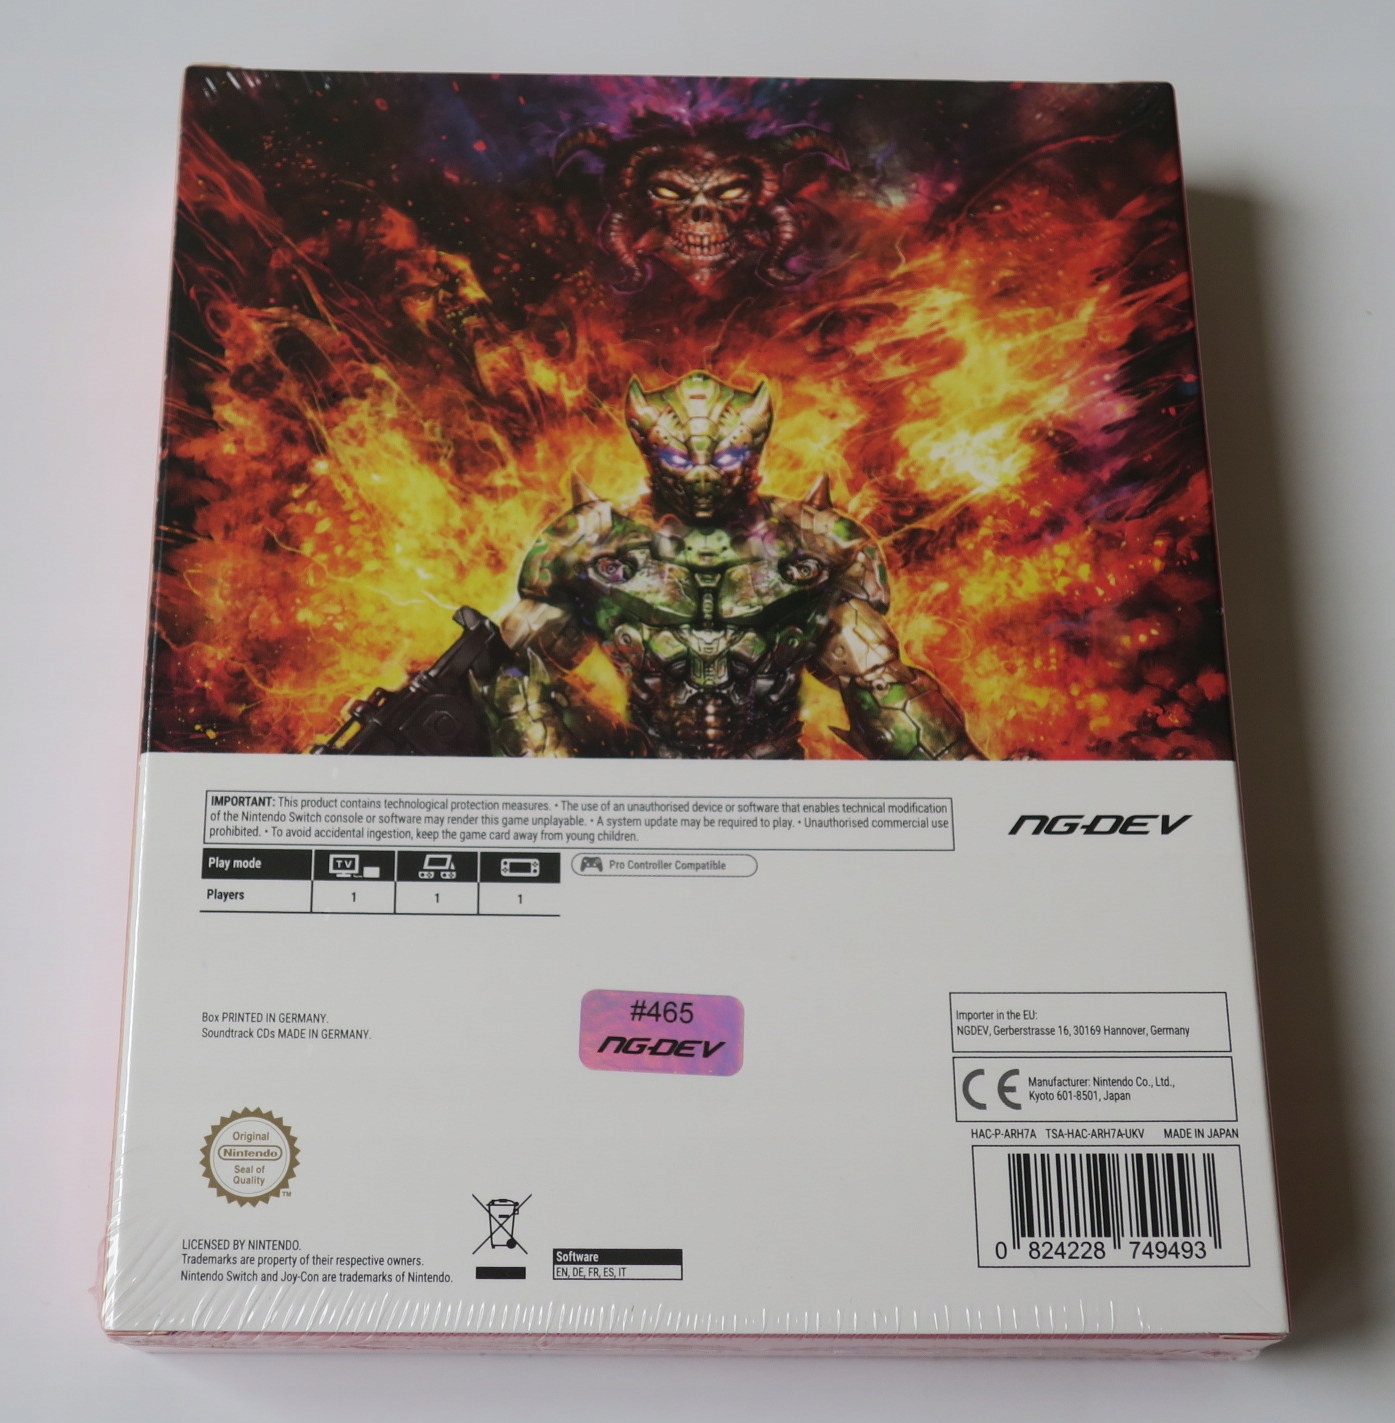 IMPORTANT: This product contains technological protection measures. • The use of an unauthorised device or software that enables technical modification
of the Nintendo Switch console or software may render this game unplayable. • A system update may be required to play. • Unauthorised commercial use
prohibited. • To avoid accidental ingestion, keep the game card away from young children.
NG:DEV
Play mode TV Pro Controller Compatible
Players 1 1 1
Box PRINTED IN GERMANY.
Soundtrack CDs MADE IN GERMANY.
#465
NG:DEV
Importer in the EU:
NGDEV, Gerberstrasse 16, 30169 Hannover, Germany
CE
Manufacturer: Nintendo Co., Ltd.,
Kyoto 601-8501, Japan
HAC-P-ARH7A TSA-HAC-ARH7A-UKV MADE IN JAPAN
0 824228 749493
Original
Nintendo
Seal of
Quality
TM
LICENSED BY NINTENDO.
Trademarks are property of their respective owners.
Nintendo Switch and Joy-Con are trademarks of Nintendo.
Software
EN, DE, FR, ES, IT